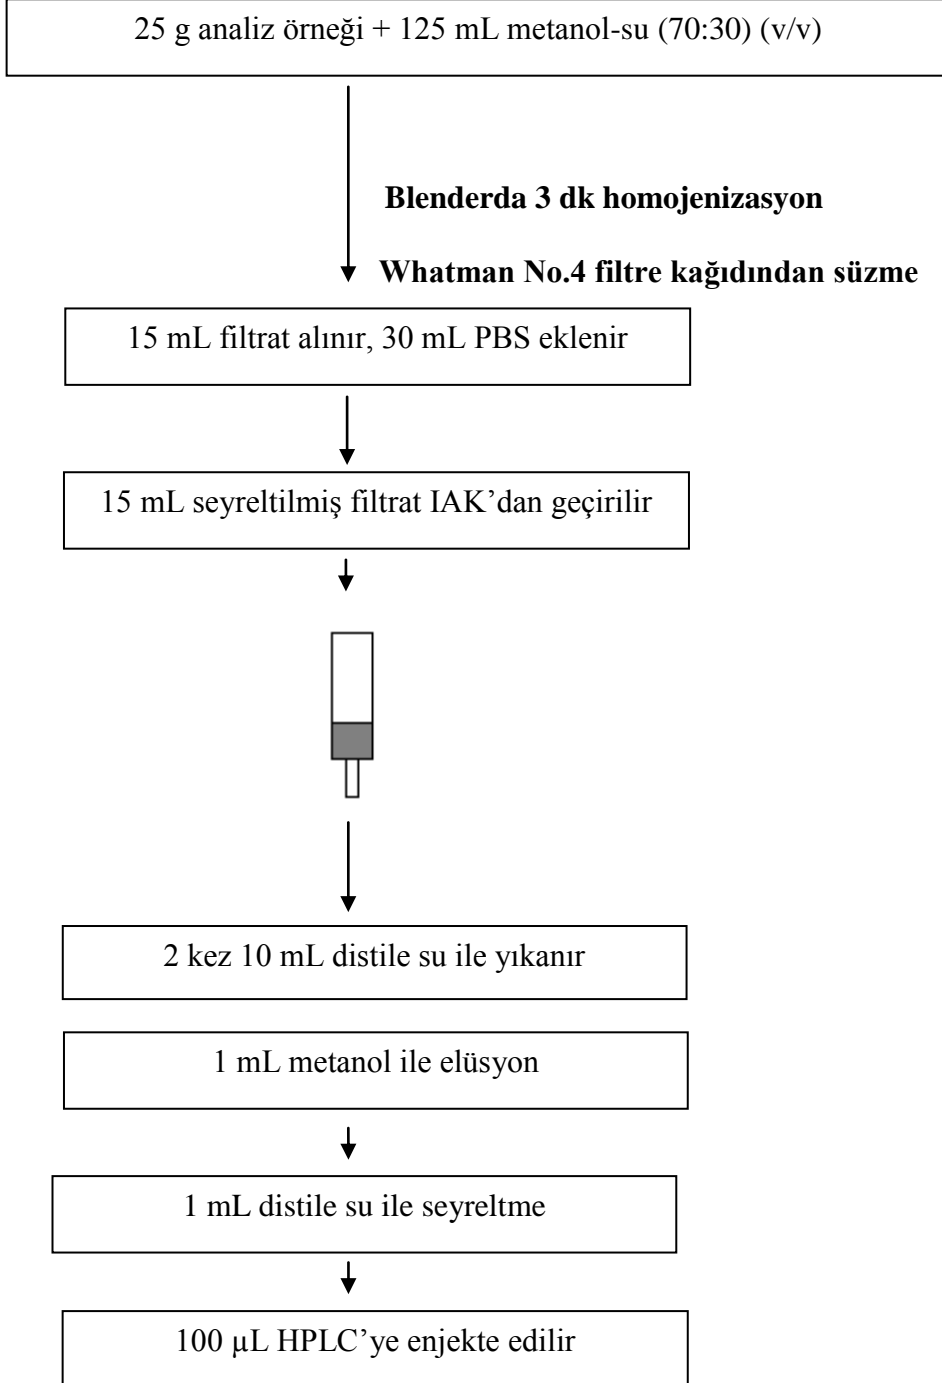 25 g analiz örneği + 125 mL metanol-su (70:30) (v/v)
Blenderda 3 dk homojenizasyon
Whatman No.4 filtre kağıdından süzme
15 mL filtrat alınır, 30 mL PBS eklenir
15 mL seyreltilmiş filtrat IAK’dan geçirilir
2 kez 10 mL distile su ile yıkanır
1 mL metanol ile elüsyon
1 mL distile su ile seyreltme
100 µL HPLC’ye enjekte edilir